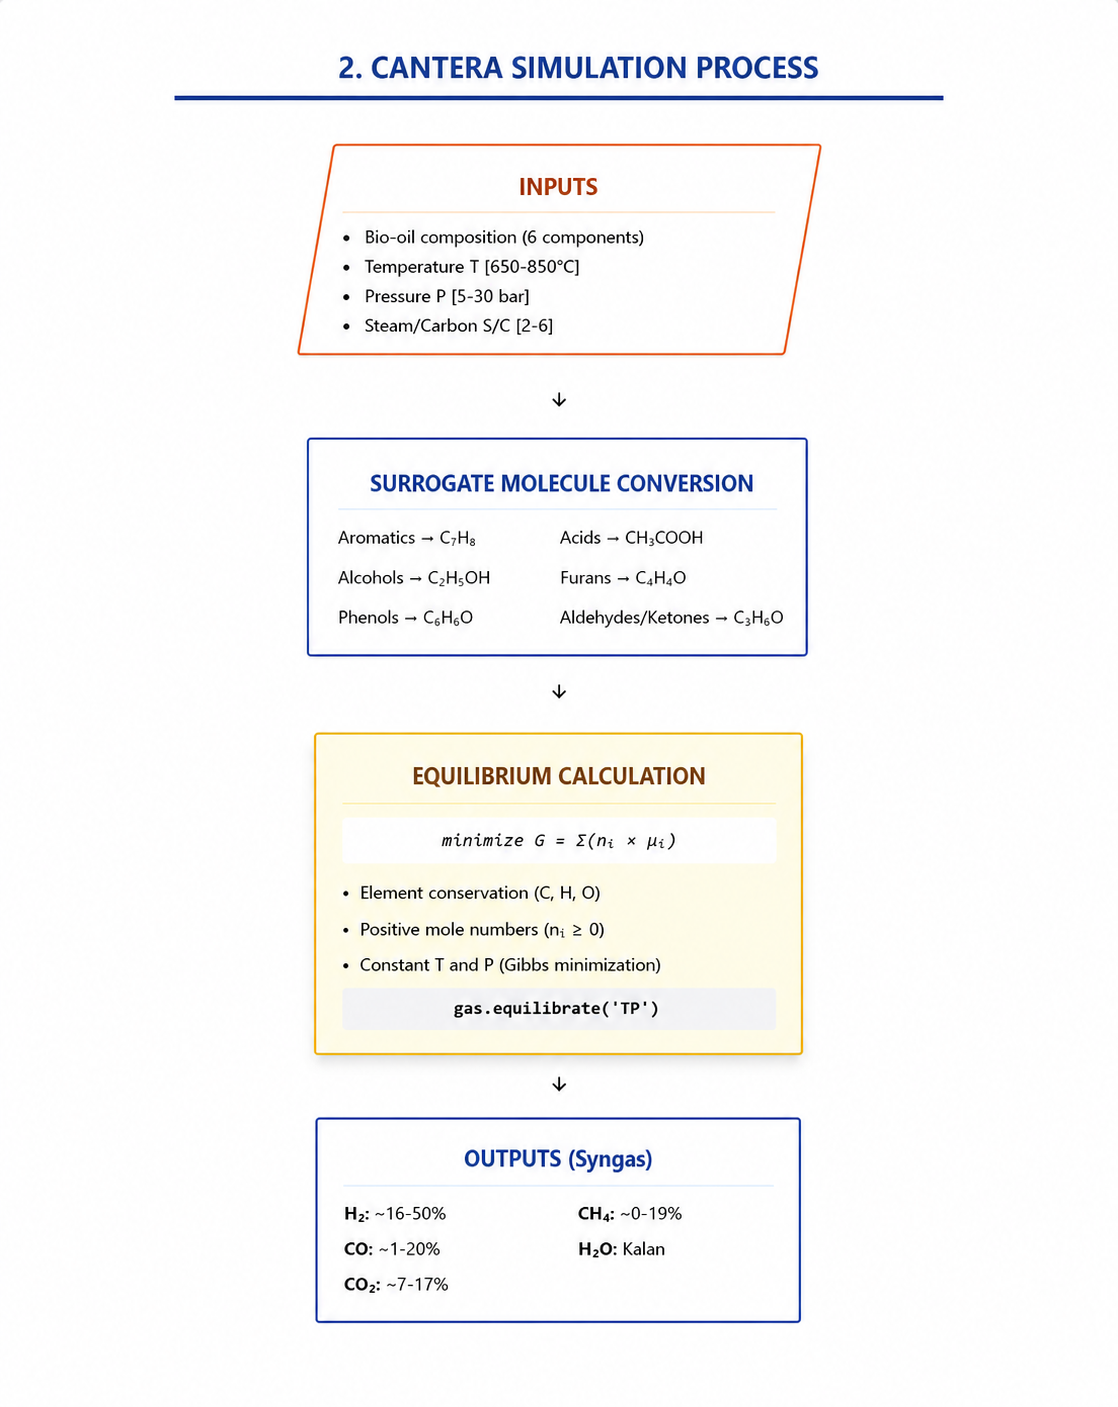 2. CANTERA SIMULATION PROCESS
INPUTS
• Bio-oil composition (6 components)
• Temperature T [650-850°C]
• Pressure P [5-30 bar]
• Steam/Carbon S/C [2-6]
↓
SURROGATE MOLECULE CONVERSION
Aromatics → C₇H₈ Acids → CH₃COOH
Alcohols → C₂H₅OH Furans → C₄H₄O
Phenols → C₆H₆O Aldehydes/Ketones → C₃H₆O
↓
EQUILIBRIUM CALCULATION
minimize G = Σ(nᵢ × μᵢ)
• Element conservation (C, H, O)
• Positive mole numbers (nᵢ ≥ 0)
• Constant T and P (Gibbs minimization)
gas.equilibrate('TP')
↓
OUTPUTS (Syngas)
H₂: ~16-50% CH₄: ~0-19%
CO: ~1-20% H₂O: Kalan
CO₂: ~7-17%